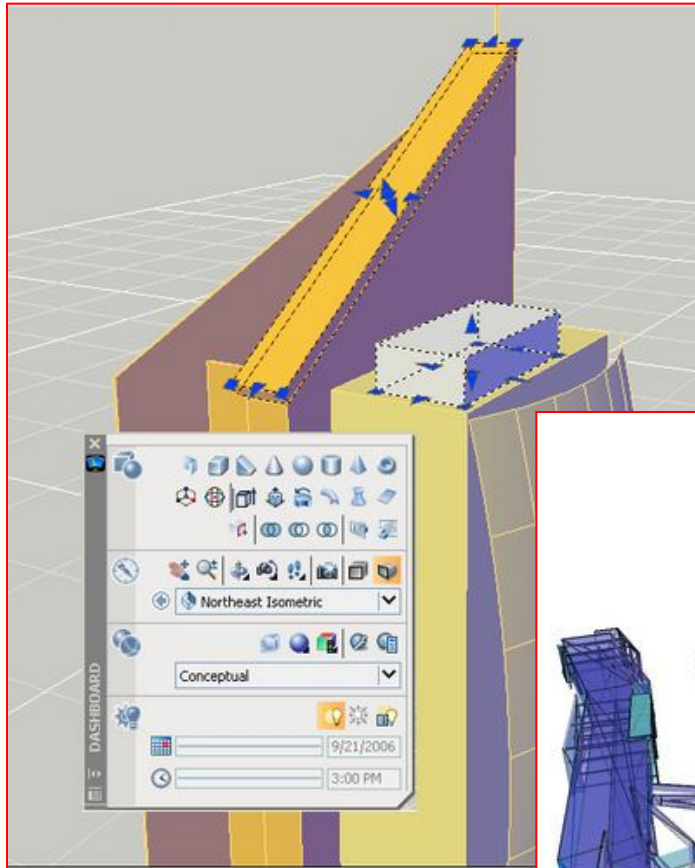 Northeast Isometric
Conceptual
DASHBOARD
9/21/2006
3:00 PM